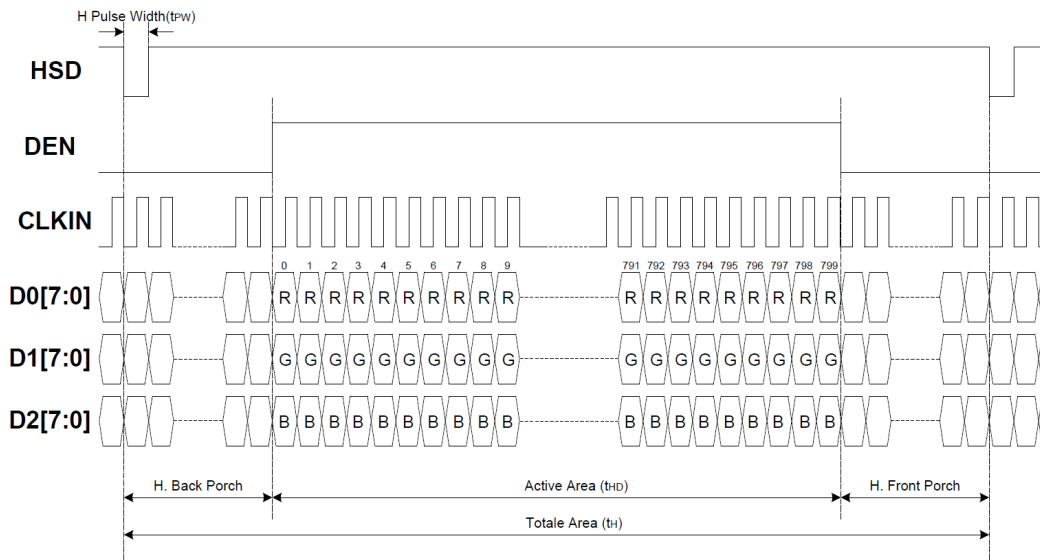 H Pulse Width(tPW)
HSD
DEN
CLKIN
0 1 2 3 4 5 6 7 8 9 791 792 793 794 795 796 797 798 799
D0[7:0] R R R R R R R R R R R R R R R R R R R
D1[7:0] G G G G G G G G G G G G G G G G G G G
D2[7:0] B B B B B B B B B B B B B B B B B B B
H. Back Porch Active Area (tHD) H. Front Porch
Totale Area (tH)